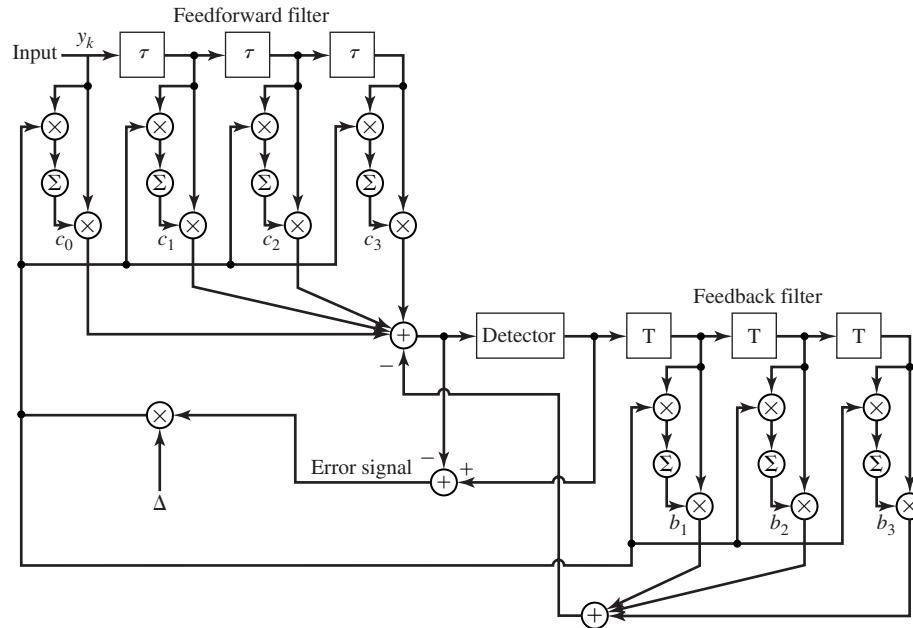 Feedforward filter
Input y_k τ τ τ
× × × ×
Σ Σ Σ Σ
× × × ×
c_0 c_1 c_2 c_3
Feedback filter
+ Detector T T T
−
× × × ×
− +
Error signal + Σ Σ Σ
Δ × × ×
b_1 b_2 b_3
+